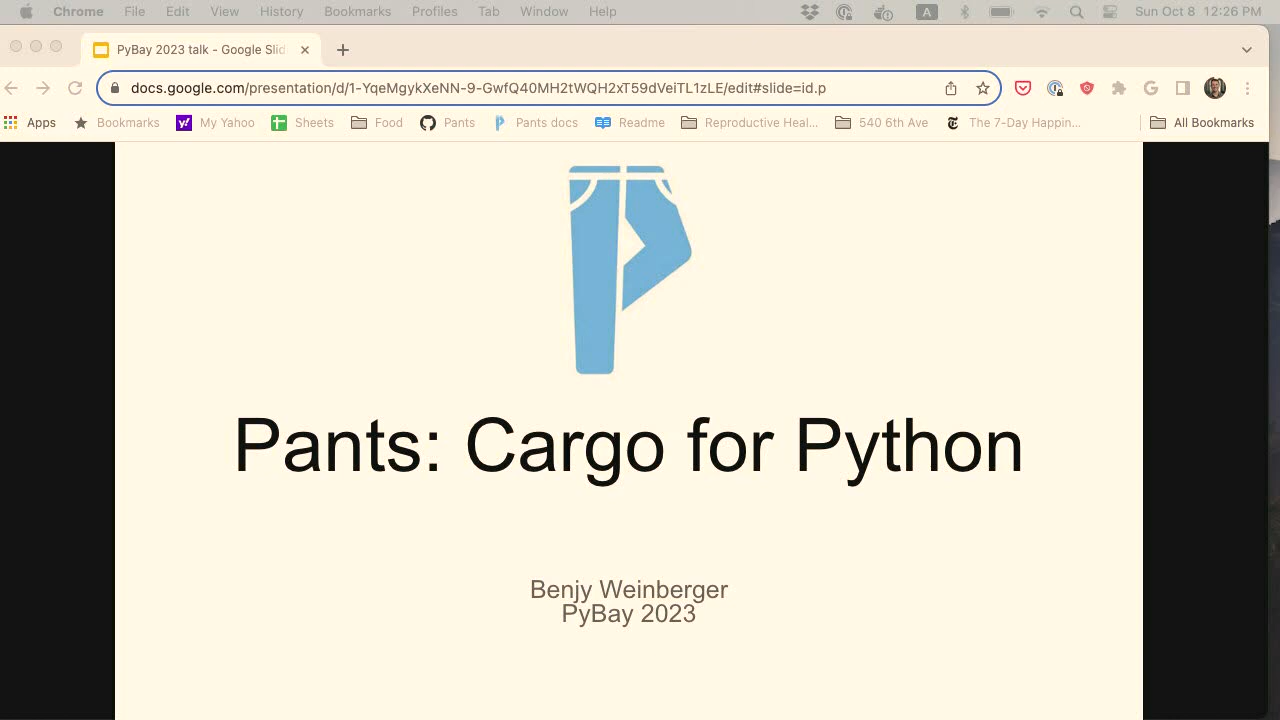 Chrome File Edit View History Bookmarks Profiles Tab Window Help A Sun Oct 8 12:26 PM
PyBay 2023 talk - Google Slid
docs.google.com/presentation/d/1-YqeMgykXeNN-9-GwfQ40MH2tWQH2xT59dVeiTL1zLE/edit#slide=id.p
Apps Bookmarks My Yahoo Sheets Food Pants Pants docs Readme Reproductive Heal... 540 6th Ave The 7-Day Happin... All Bookmarks
Pants: Cargo for Python
Benjy Weinberger
PyBay 2023